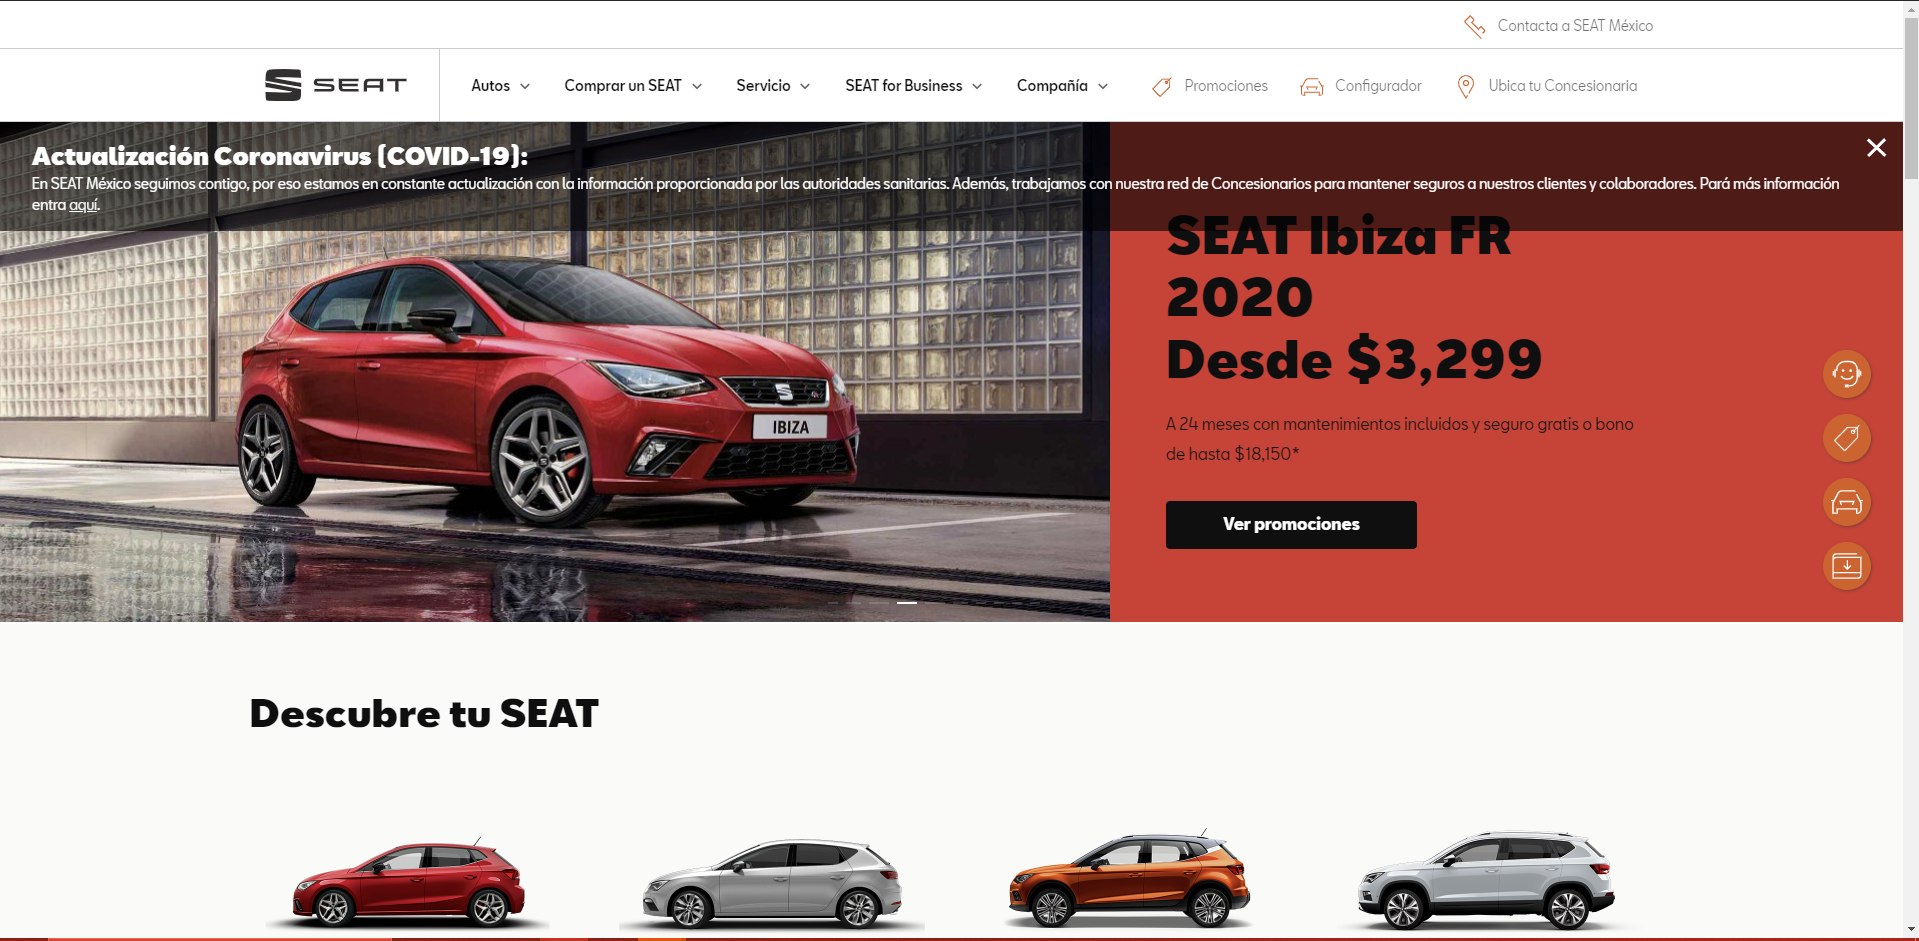 Contacta a SEAT México
SEAT
Autos
Comprar un SEAT
Servicio
SEAT for Business
Compañía
Promociones
Configurador
Ubica tu Concesionaria
Actualización Coronavirus (COVID-19):
En SEAT México seguimos contigo, por eso estamos en constante actualización con la información proporcionada por las autoridades sanitarias. Además, trabajamos con nuestra red de Concesionarios para mantener seguros a nuestros clientes y colaboradores. Pará más información
entra aquí.
SEAT Ibiza FR
2020
Desde $3,299
A 24 meses con mantenimientos incluidos y seguro gratis o bono
de hasta $18,150*
Ver promociones
IBIZA
Descubre tu SEAT